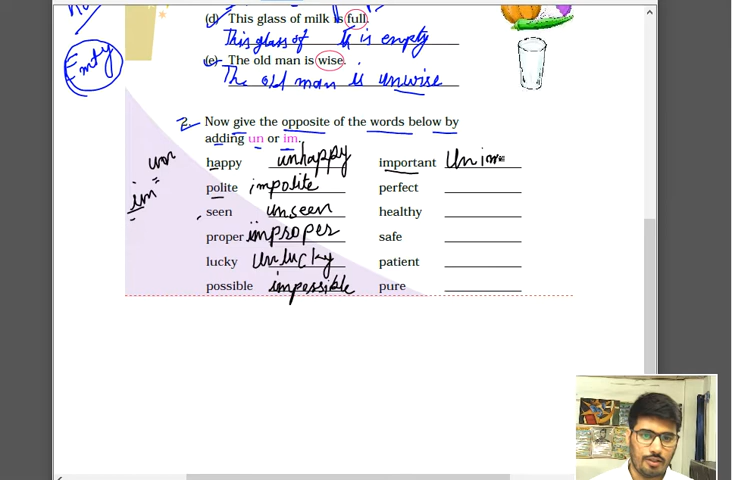 (d) This glass of milk is full.
This glass of is empty
(e) The old man is wise.
Emty
The old man is unwise
2. Now give the opposite of the words below by
adding un or im.
un
im
happy unhappy important Unim
polite impolite perfect
seen unseen healthy
proper improper safe
lucky Unlucky patient
possible impossible pure